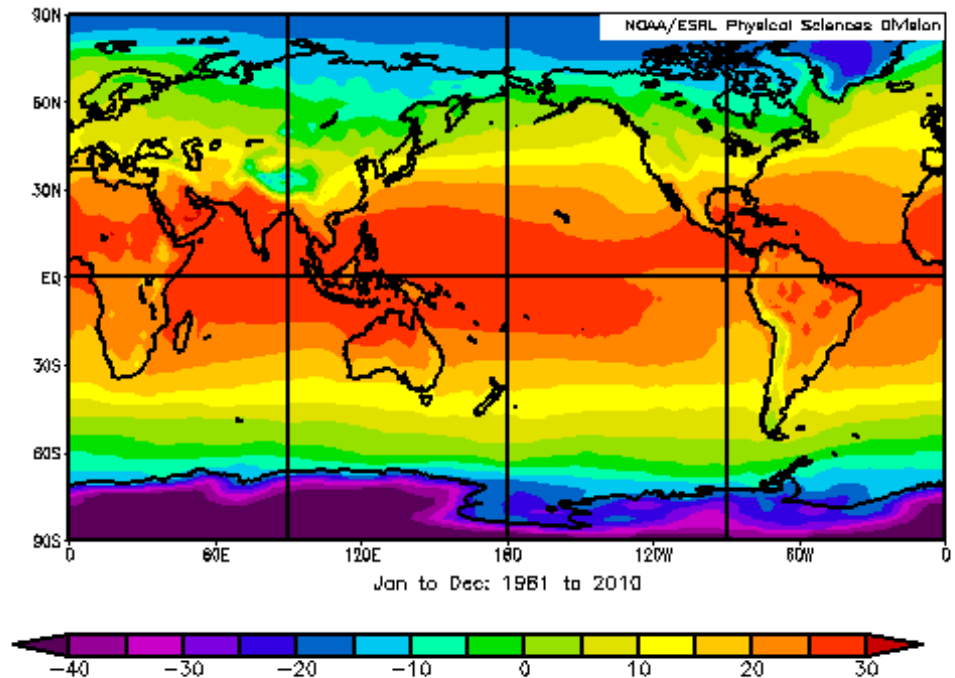 90N
NOAA/ESRL Physical Sciences Division
60N
30N
EQ
30S
60S
90S
0 60E 120E 180 120W 60W 0
Jan to Dec: 1981 to 2010
-40 -30 -20 -10 0 10 20 30